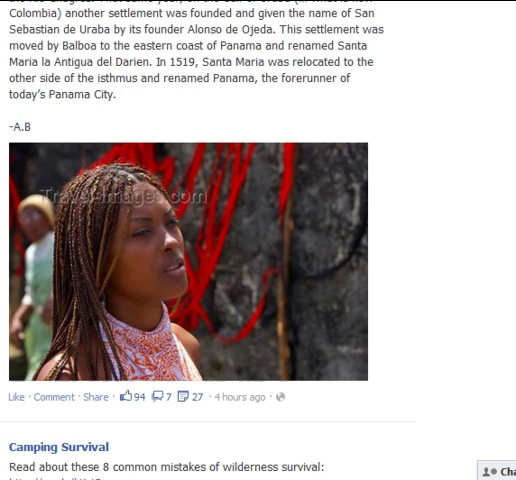 Colombia) another settlement was founded and given the name of San
Sebastian de Uraba by its founder Alonso de Ojeda. This settlement was
moved by Balboa to the eastern coast of Panama and renamed Santa
Maria la Antigua del Darien. In 1519, Santa Maria was relocated to the
other side of the isthmus and renamed Panama, the forerunner of
today's Panama City.
-A.B
Travel-Images.com
Like · Comment · Share · 94 7 27 · 4 hours ago ·
Camping Survival
Read about these 8 common mistakes of wilderness survival:
Cha